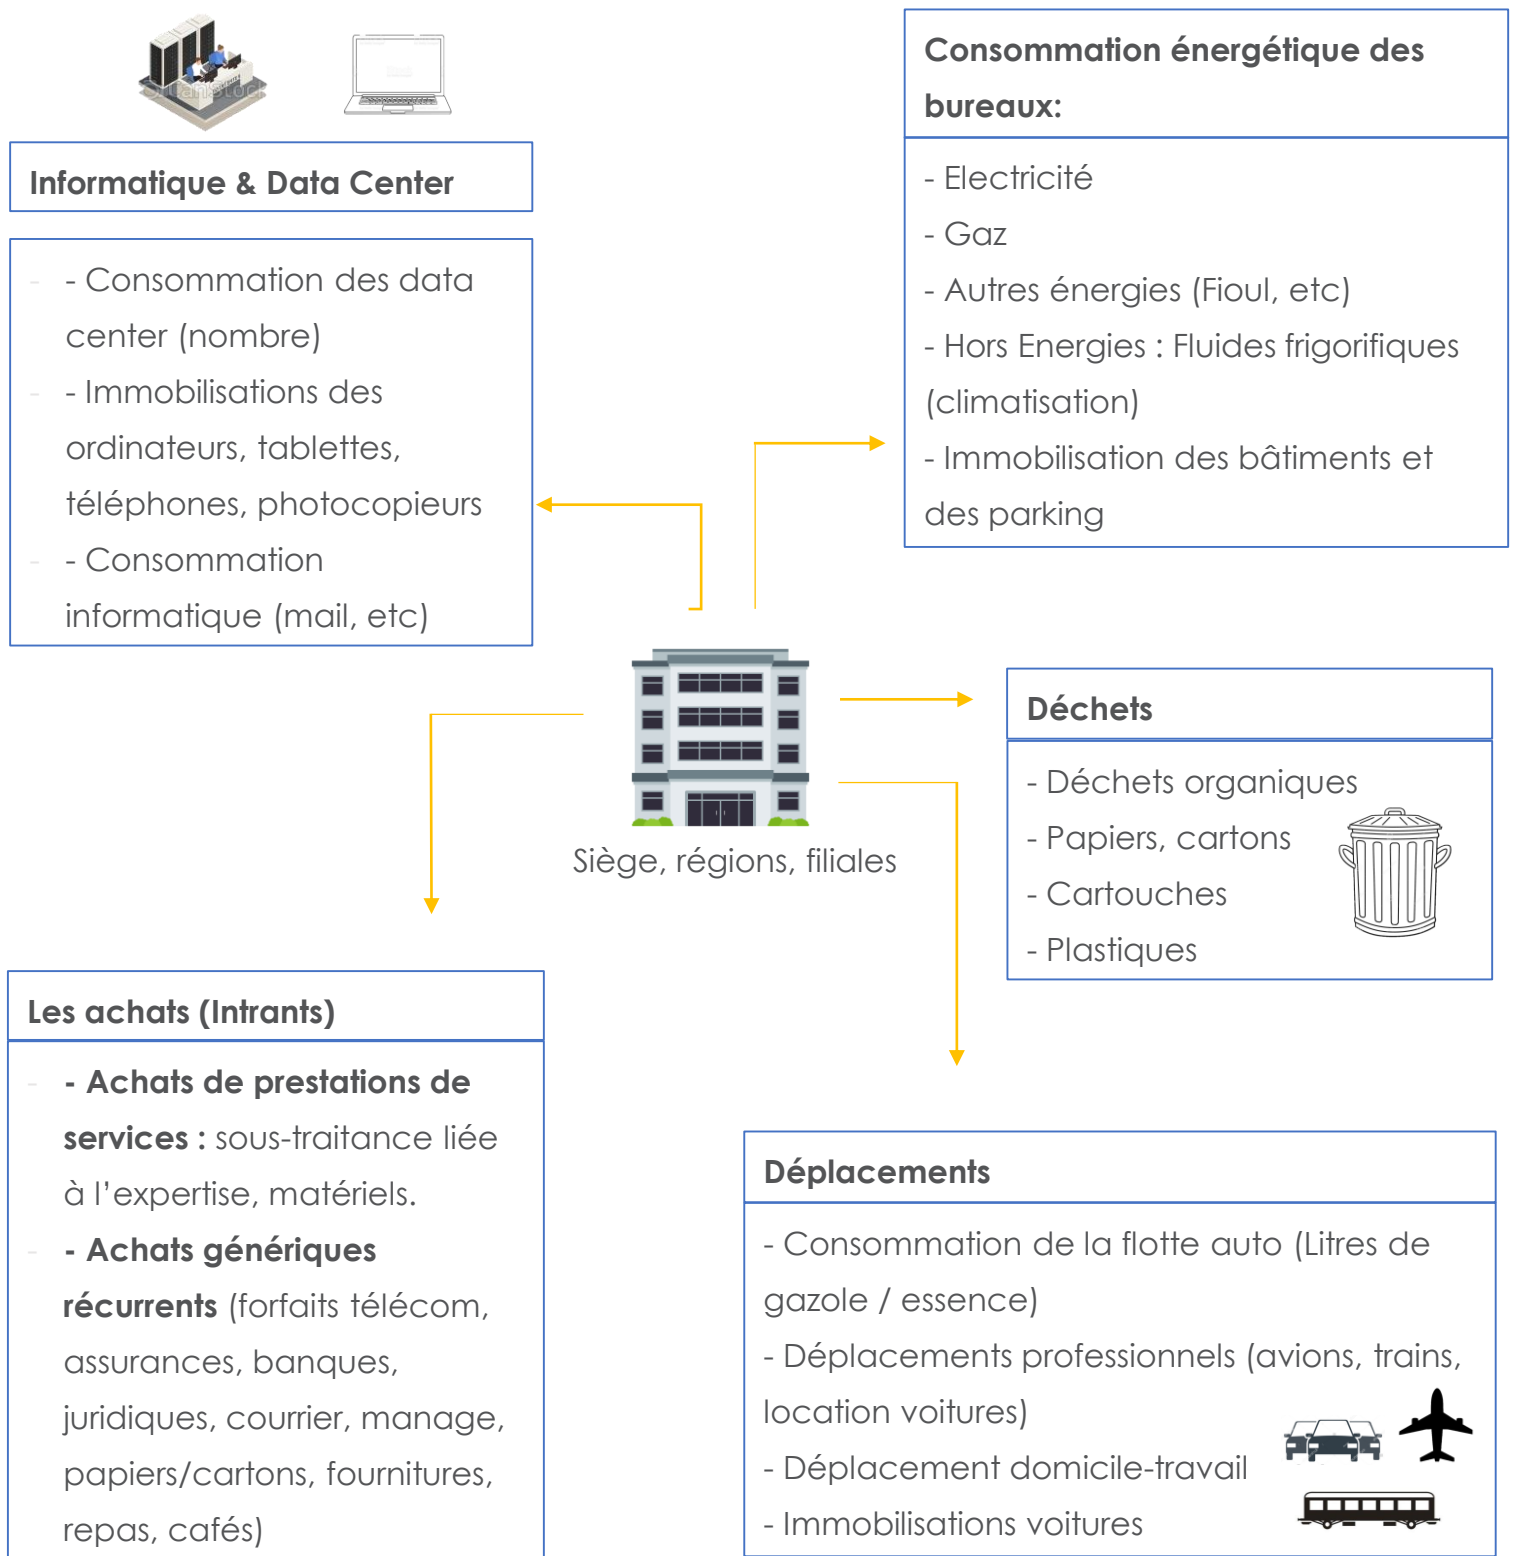 Informatique & Data Center
- - Consommation des data
center (nombre)
- - Immobilisations des
ordinateurs, tablettes,
téléphones, photocopieurs
- - Consommation
informatique (mail, etc)
Consommation énergétique des
bureaux:
- Electricité
- Gaz
- Autres énergies (Fioul, etc)
- Hors Energies : Fluides frigorifiques
(climatisation)
- Immobilisation des bâtiments et
des parking
Siège, régions, filiales
Déchets
- Déchets organiques
- Papiers, cartons
- Cartouches
- Plastiques
Les achats (Intrants)
- - Achats de prestations de
services : sous-traitance liée
à l’expertise, matériels.
- - Achats génériques
récurrents (forfaits télécom,
assurances, banques,
juridiques, courrier, manage,
papiers/cartons, fournitures,
repas, cafés)
Déplacements
- Consommation de la flotte auto (Litres de
gazole / essence)
- Déplacements professionnels (avions, trains,
location voitures)
- Déplacement domicile-travail
- Immobilisations voitures